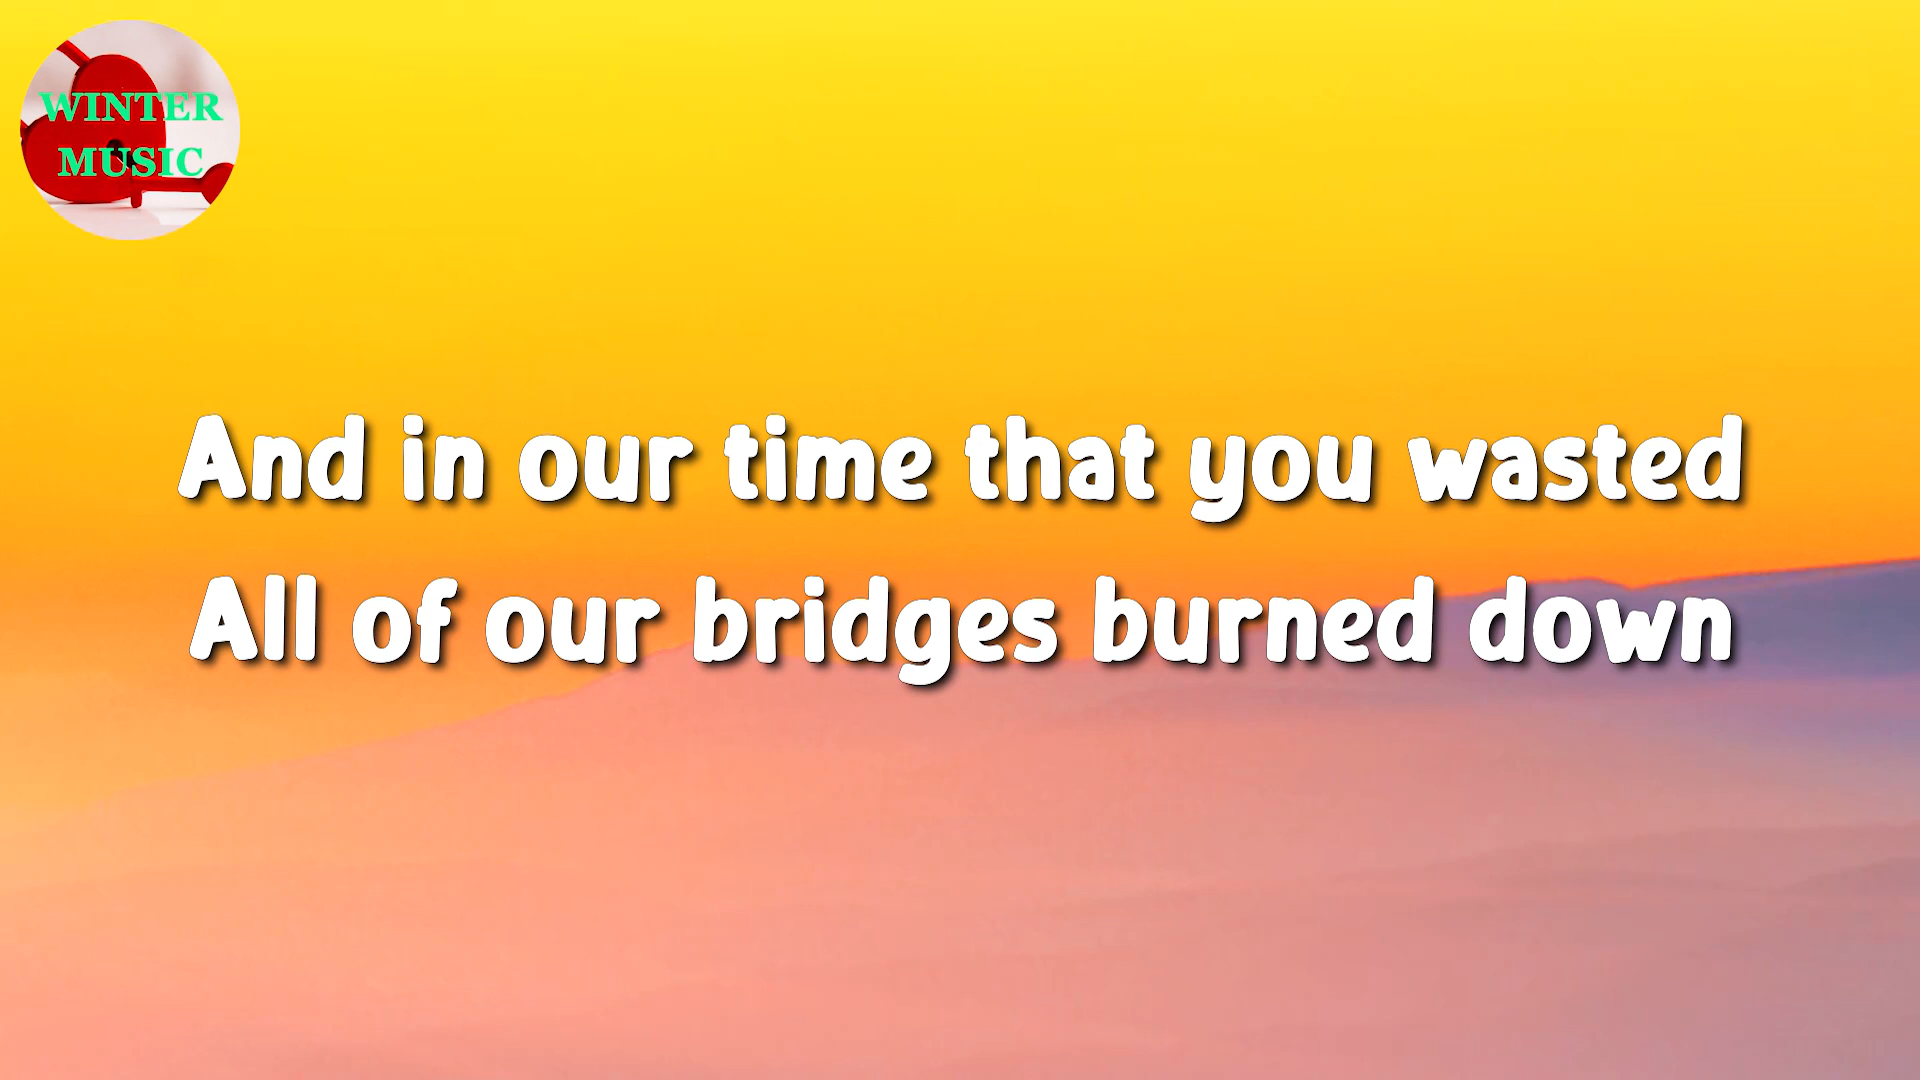 WINTER
MUSIC
And in our time that you wasted
All of our bridges burned down